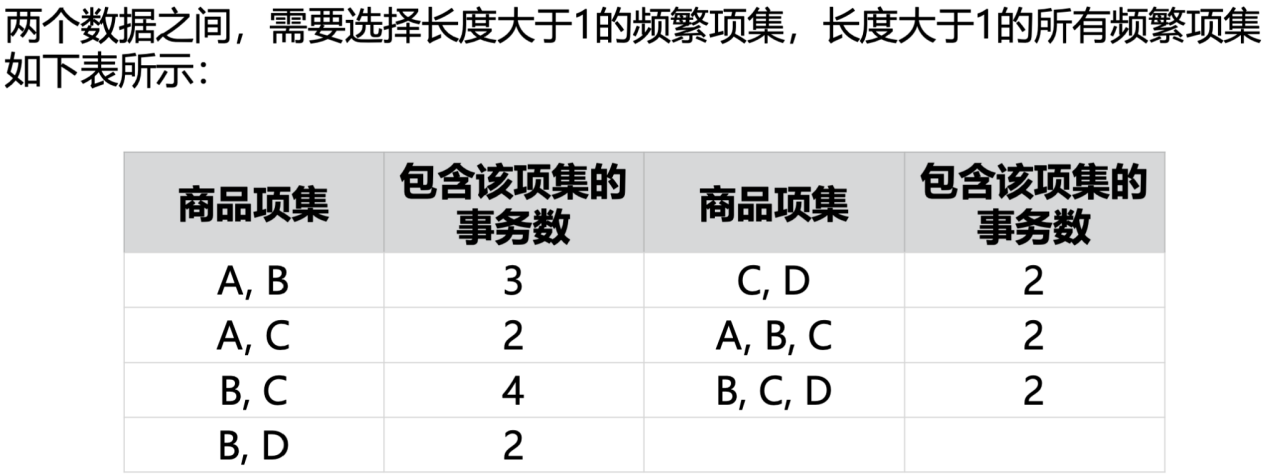 两个数据之间，需要选择长度大于1的频繁项集，长度大于1的所有频繁项集
如下表所示：
商品项集 包含该项集的事务数 商品项集 包含该项集的事务数
A, B 3 C, D 2
A, C 2 A, B, C 2
B, C 4 B, C, D 2
B, D 2